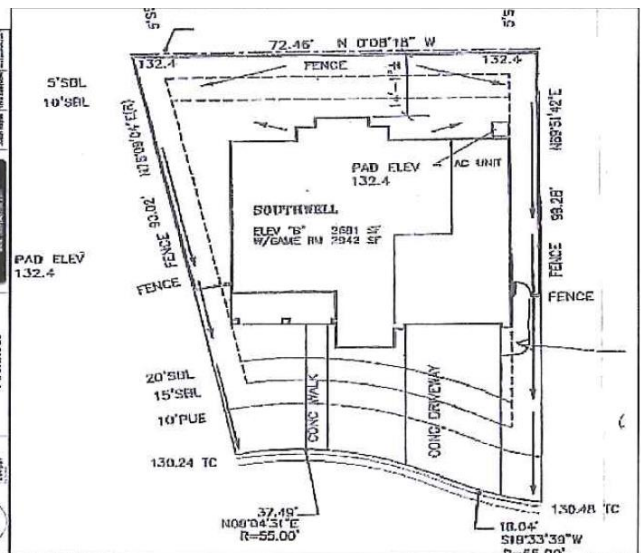 72.46' N 0°08'18" W
132.4
FENCE
132.4
5'SBL
10'SBL
N75°09'04"E(R)
N89°51'42"E
PAD ELEV
132.4
AC UNIT
SOUTHWELL
ELEV "B" 2681 SF
W/GAME RM 2942 SF
FENCE 93.02'
99.28'
FENCE
PAD ELEV
132.4
FENCE
FENCE
20'SBL
15'SBL
10'PUE
CONC WALK
CONC DRIVEWAY
130.24 TC
130.48 TC
37.49'
N08°04'31"E
R=55.00'
18.04'
S18°33'39"W
R=55.00'